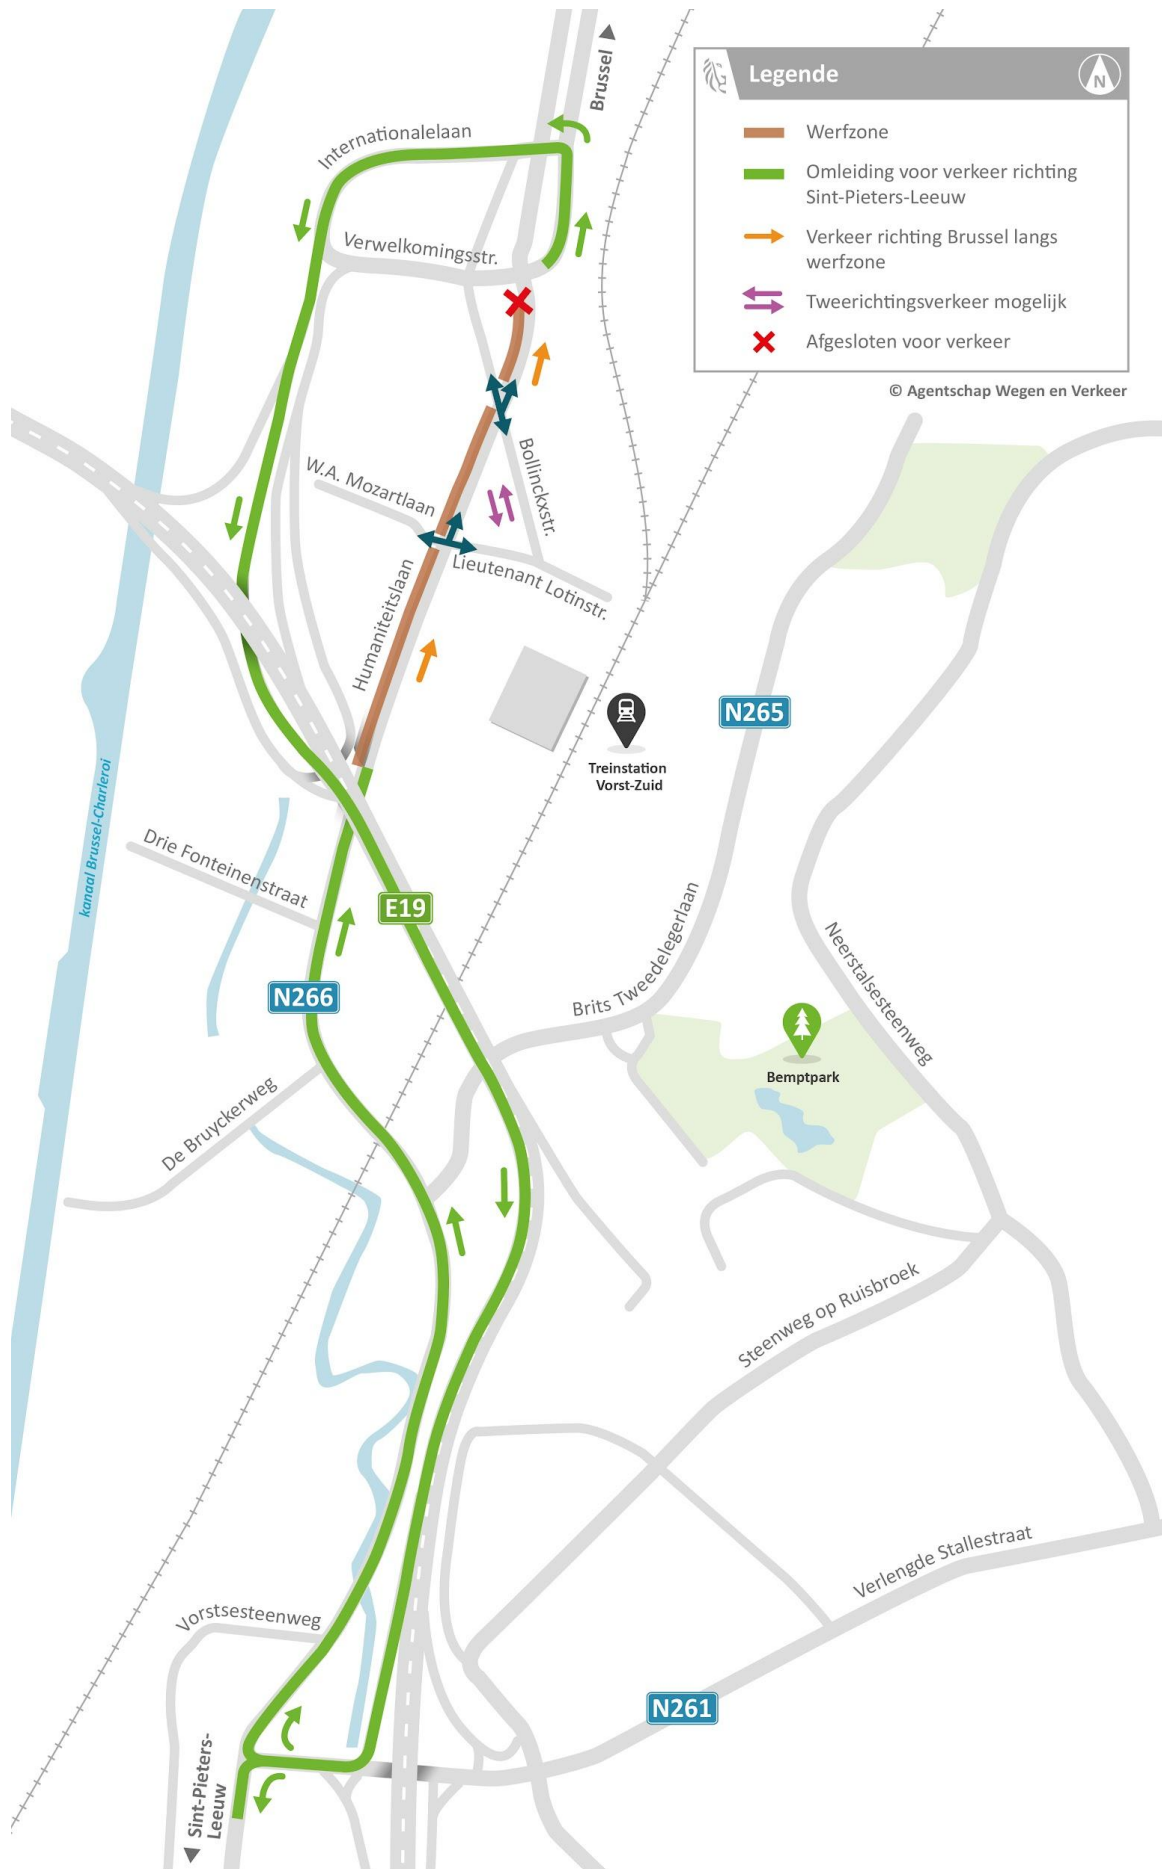 Brussel
Legende
N
Werfzone
Omleiding voor verkeer richting
Sint-Pieters-Leeuw
Verkeer richting Brussel langs
werfzone
Tweerichtingsverkeer mogelijk
Afgesloten voor verkeer
© Agentschap Wegen en Verkeer
Internationalelaan
Verwelkomingsstr.
W.A. Mozartlaan
Bollinckxstr.
Lieutenant Lotinstr.
Humaniteitslaan
N265
Treinstation
Vorst-Zuid
kanaal Brussel-Charleroi
Drie Fonteinenstraat
E19
N266
Brits Tweedelegerlaan
Neerstalsesteenweg
Bemptpark
De Bruyckerweg
Steenweg op Ruisbroek
Verlengde Stallestraat
Vorstsesteenweg
N261
Sint-Pieters-
Leeuw